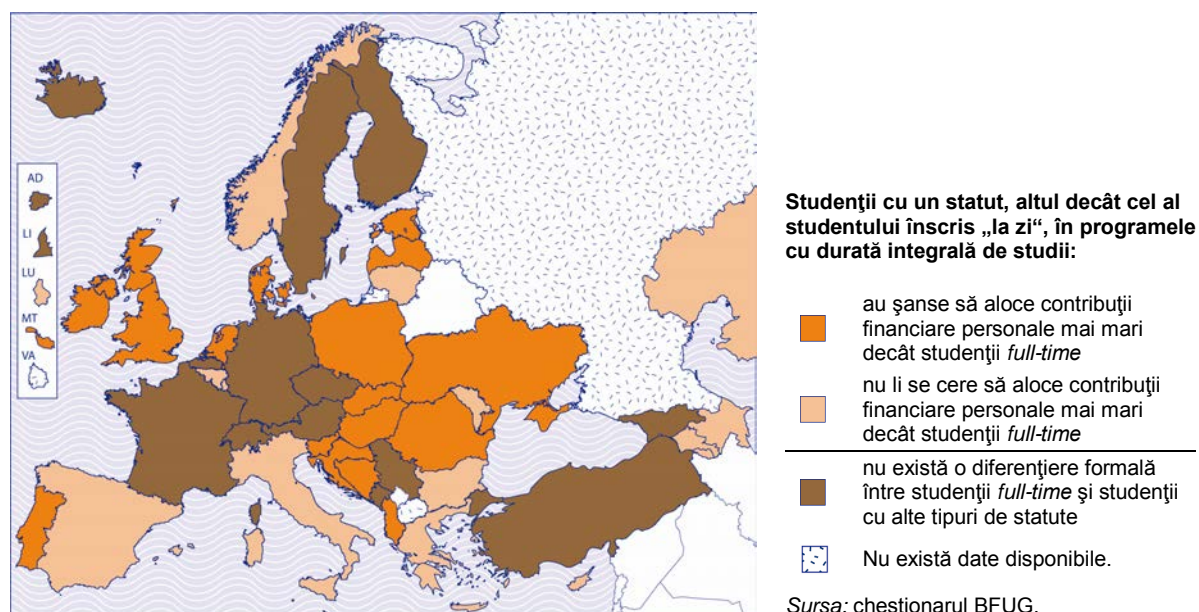 AD
LI
LU
MT
VA
Studenţii cu un statut, altul decât cel al
studentului înscris „la zi“, în programele
cu durată integrală de studii:
au şanse să aloce contribuţii
financiare personale mai mari
decât studenţii full-time
nu li se cere să aloce contribuţii
financiare personale mai mari
decât studenţii full-time
nu există o diferenţiere formală
între studenţii full-time şi studenţii
cu alte tipuri de statute
Nu există date disponibile.
Sursa: chestionarul BFUG.